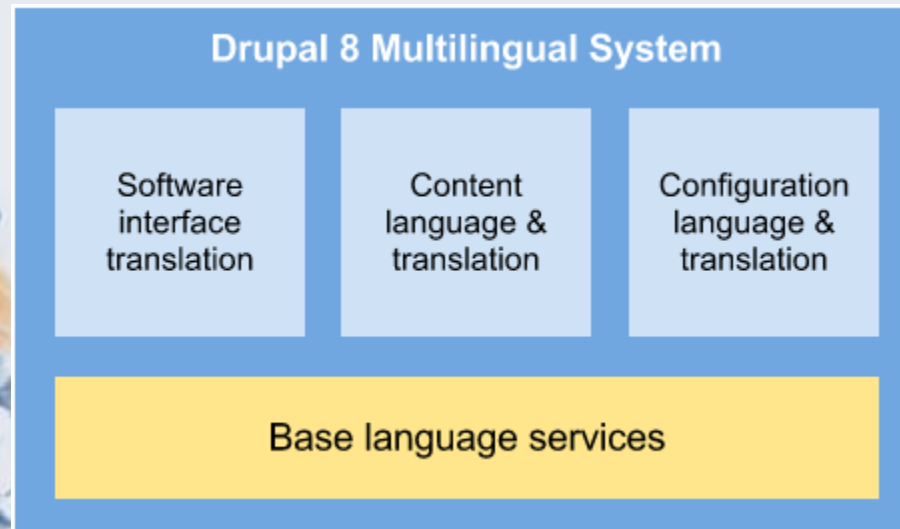 Drupal 8 Multilingual System
Software
interface
translation
Content
language &
translation
Configuration
language &
translation
Base language services